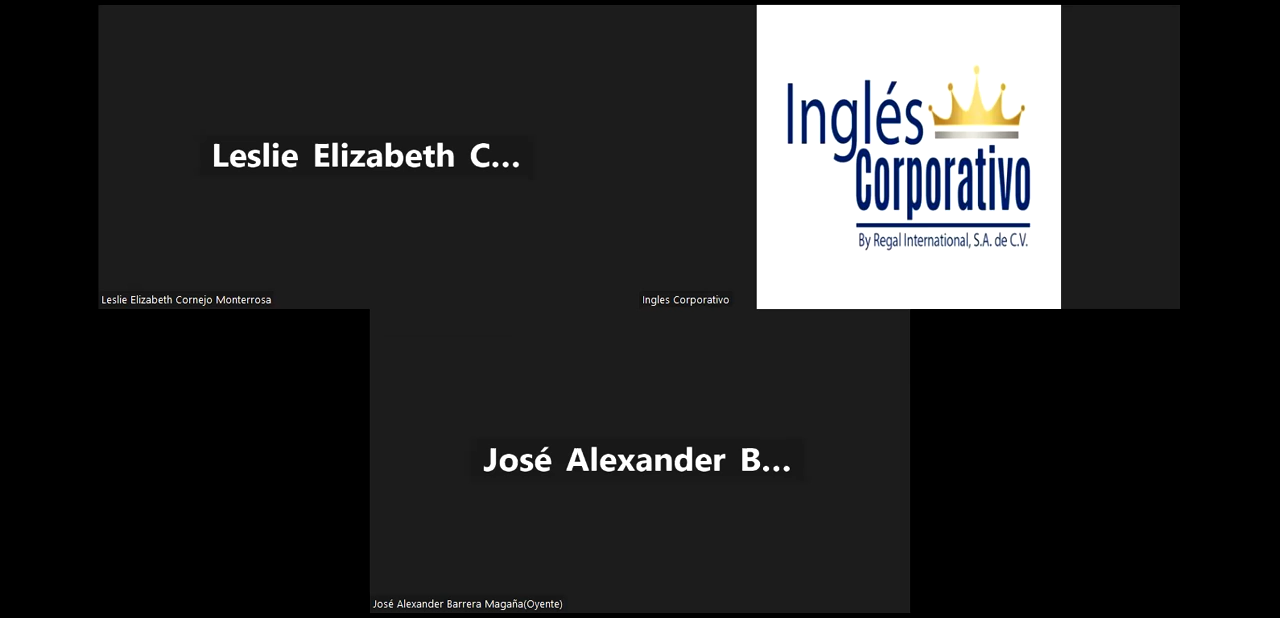 Leslie Elizabeth C...
Leslie Elizabeth Cornejo Monterrosa
Inglés
Corporativo
By Regal International, S.A. de C.V.
Ingles Corporativo
José Alexander B...
José Alexander Barrera Magaña(Oyente)